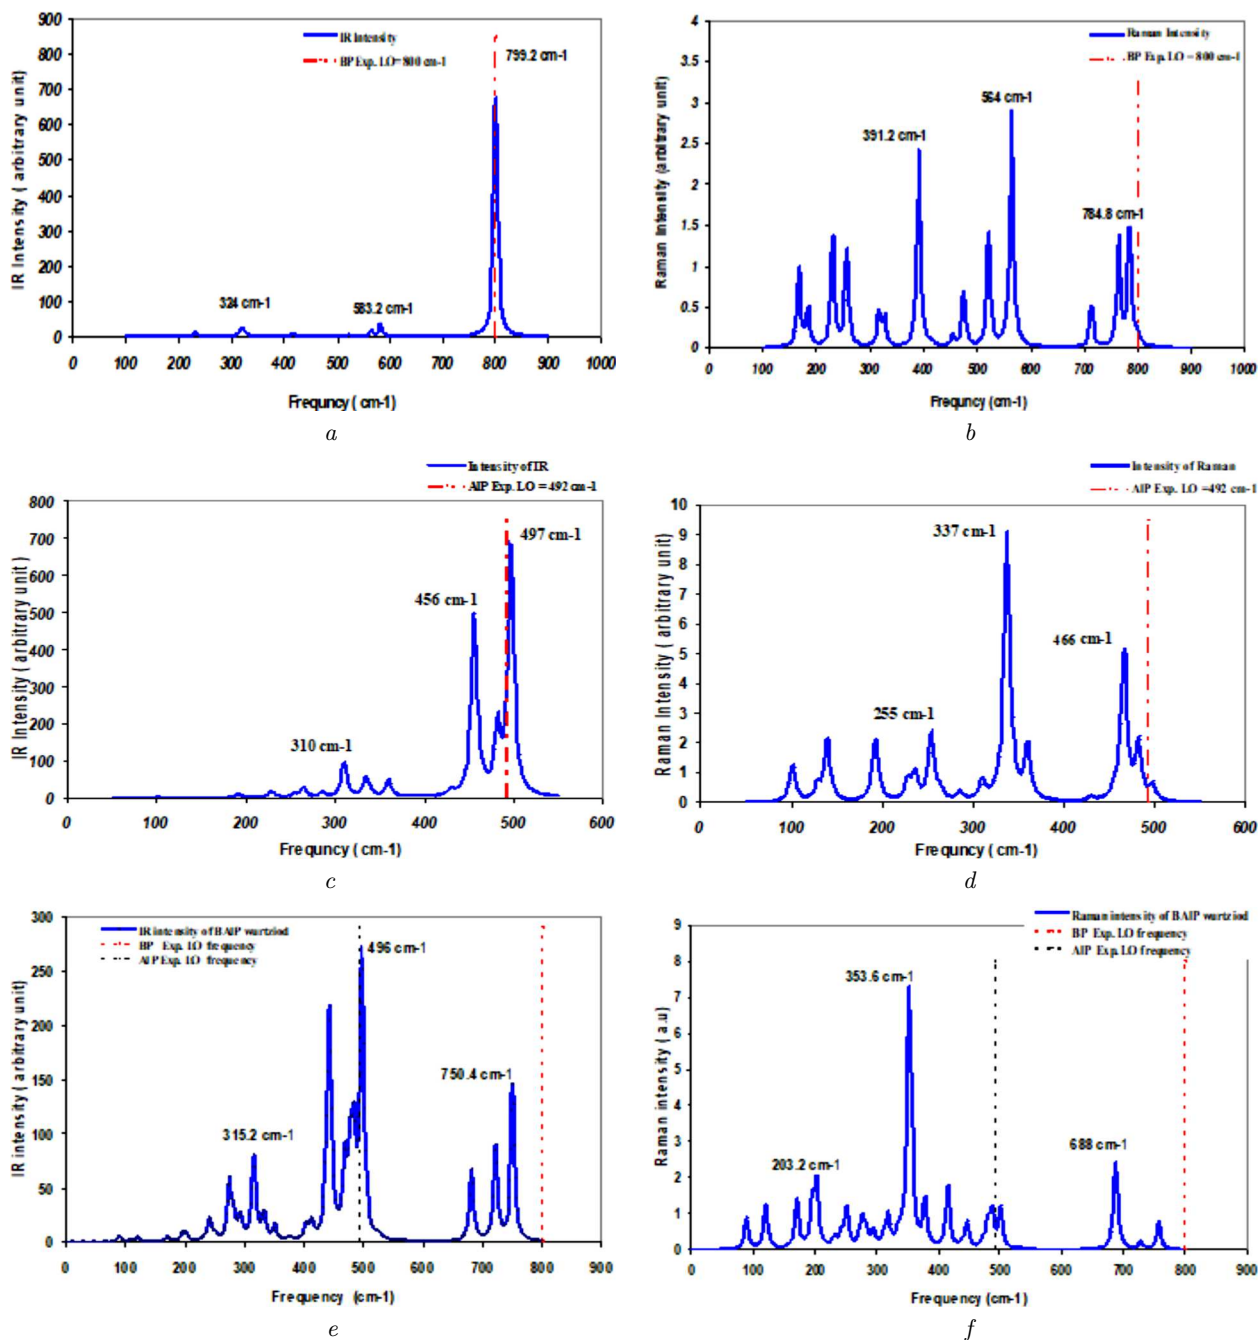 IR Intensity
BP Exp. LO= 800 cm-1
799.2 cm-1
324 cm-1
583.2 cm-1
IR Intensity ( arbitrary unit)
900
800
700
600
500
400
300
200
100
0
0 100 200 300 400 500 600 700 800 900 1000
Frequncy ( cm-1)
a
Raman Intensity
BP Exp. LO = 800 cm-1
564 cm-1
391.2 cm-1
784.8 cm-1
Raman Intensity (arbitrary unit)
4
3.5
3
2.5
2
1.5
1
0.5
0
0 100 200 300 400 500 600 700 800 900 1000
Frequncy (cm-1)
b
Intensity of IR
AIP Exp. LO = 492 cm-1
497 cm-1
456 cm-1
310 cm-1
IR Intensity ( arbitrary unit )
800
700
600
500
400
300
200
100
0
0 100 200 300 400 500 600
Frequncy ( cm-1)
c
Intensity of Raman
AIP Exp. LO =492 cm-1
337 cm-1
466 cm-1
255 cm-1
Raman Intensity ( arbitrary unit)
10
9
8
7
6
5
4
3
2
1
0
0 100 200 300 400 500 600
Frequncy ( cm-1)
d
IR intensity of BAIP wurtziod
BP Exp. LO frequency
AIP Exp. LO frequency
496 cm-1
750.4 cm-1
315.2 cm-1
IR intensity ( arbitrary unit)
300
250
200
150
100
50
0
0 100 200 300 400 500 600 700 800 900
Frequency (cm-1)
e
Raman intensity of BAIP wurtziod
BP Exp. LO frequency
AIP Exp. LO frequency
353.6 cm-1
203.2 cm-1
688 cm-1
Raman intensity ( a.u)
9
8
7
6
5
4
3
2
1
0
0 100 200 300 400 500 600 700 800 900
Frequency (cm-1)
f